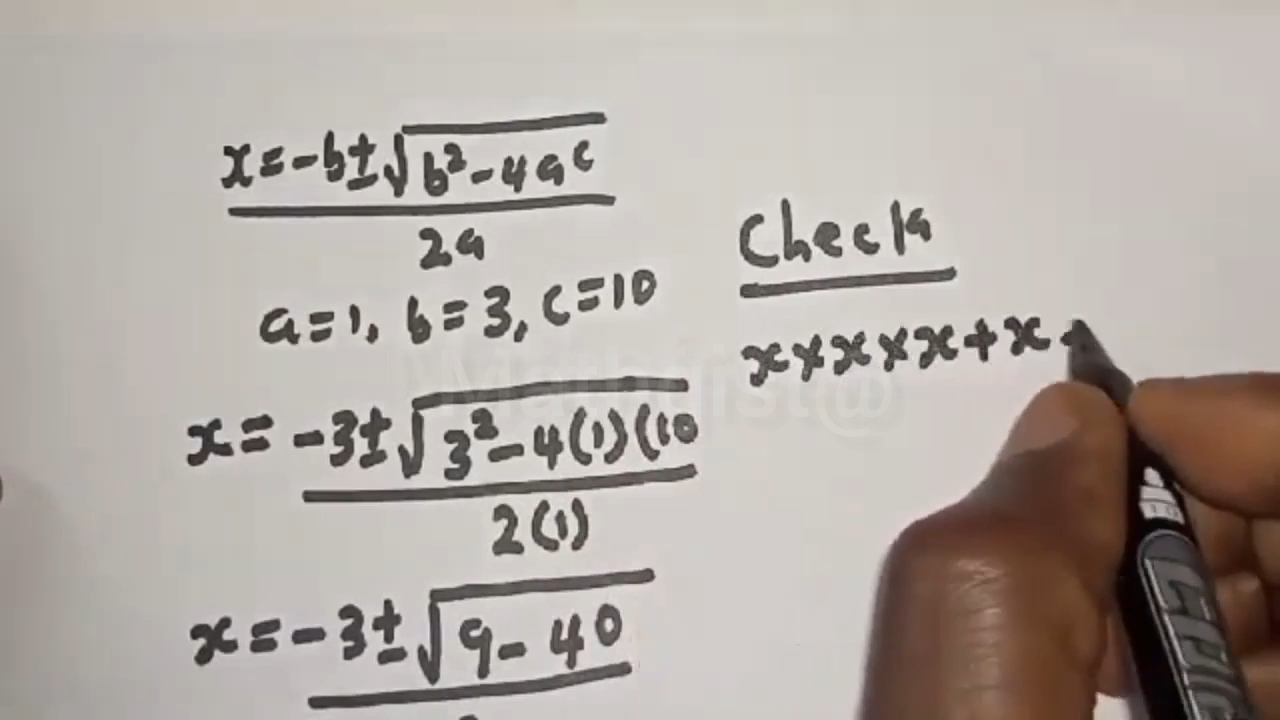 x = -b ± √b² - 4ac
2a
a = 1, b = 3, c = 10
x = -3 ± √3² - 4(1)(10
2(1)
x = -3 ± √9 - 40
Check
x × x × x + x